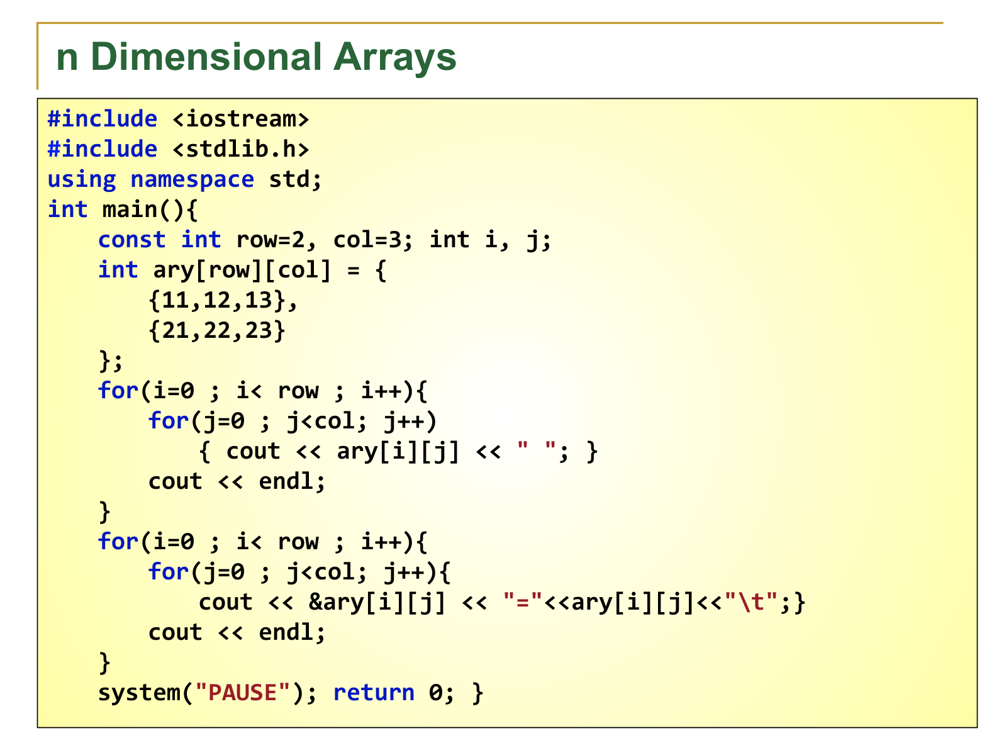 n Dimensional Arrays
#include <iostream>
#include <stdlib.h>
using namespace std;
int main(){
const int row=2, col=3; int i, j;
int ary[row][col] = {
{11,12,13},
{21,22,23}
};
for(i=0 ; i< row ; i++){
for(j=0 ; j<col; j++)
{ cout << ary[i][j] << " "; }
cout << endl;
}
for(i=0 ; i< row ; i++){
for(j=0 ; j<col; j++){
cout << &ary[i][j] << "="<<ary[i][j]<<"\t";}
cout << endl;
}
system("PAUSE"); return 0; }